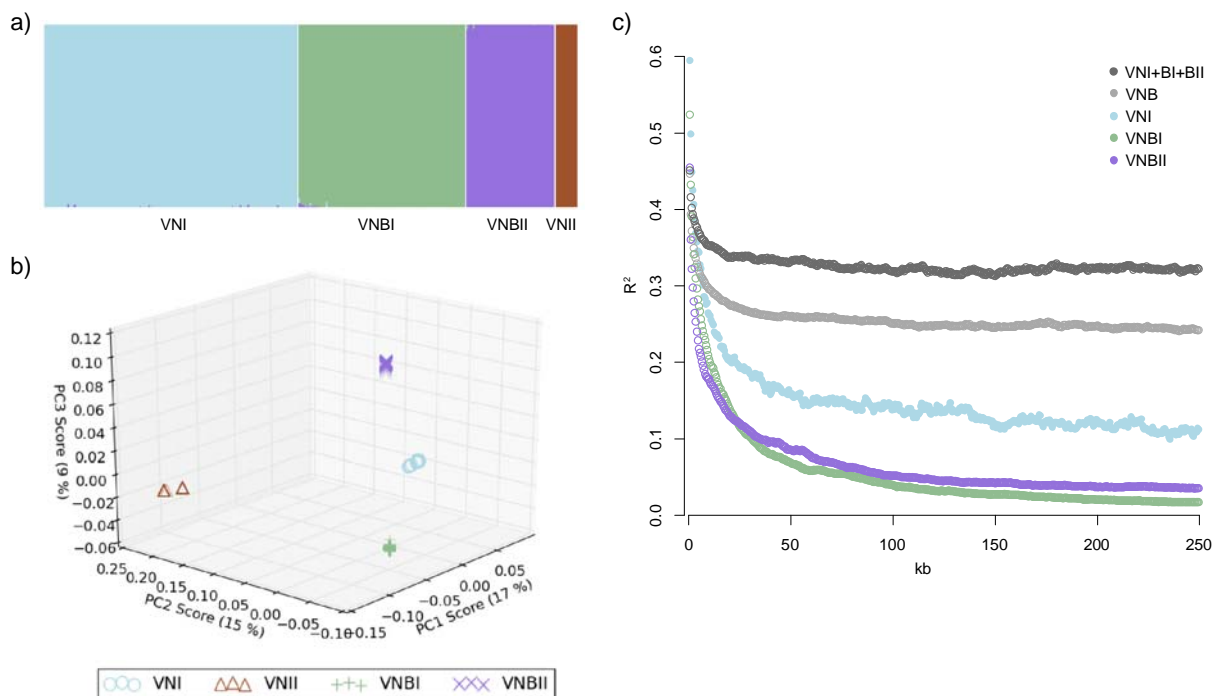 a)
VNI VNBI VNBII VNII
b)
0.12
0.10
0.08
0.06
0.04
0.02
0.00
−0.02
−0.04
−0.06
PC3 Score (9 %)
0.25 0.20 0.15 0.10 0.05 0.00 −0.05 −0.10
PC2 Score (15 %)
−0.15 −0.10 −0.05 0.00 0.05
PC1 Score (17 %)
VNI VNII VNBI VNBII
c)
0.6
0.5
0.4
0.3
0.2
0.1
0.0
R²
VNI+BI+BII
VNB
VNI
VNBI
VNBII
0 50 100 150 200 250
kb